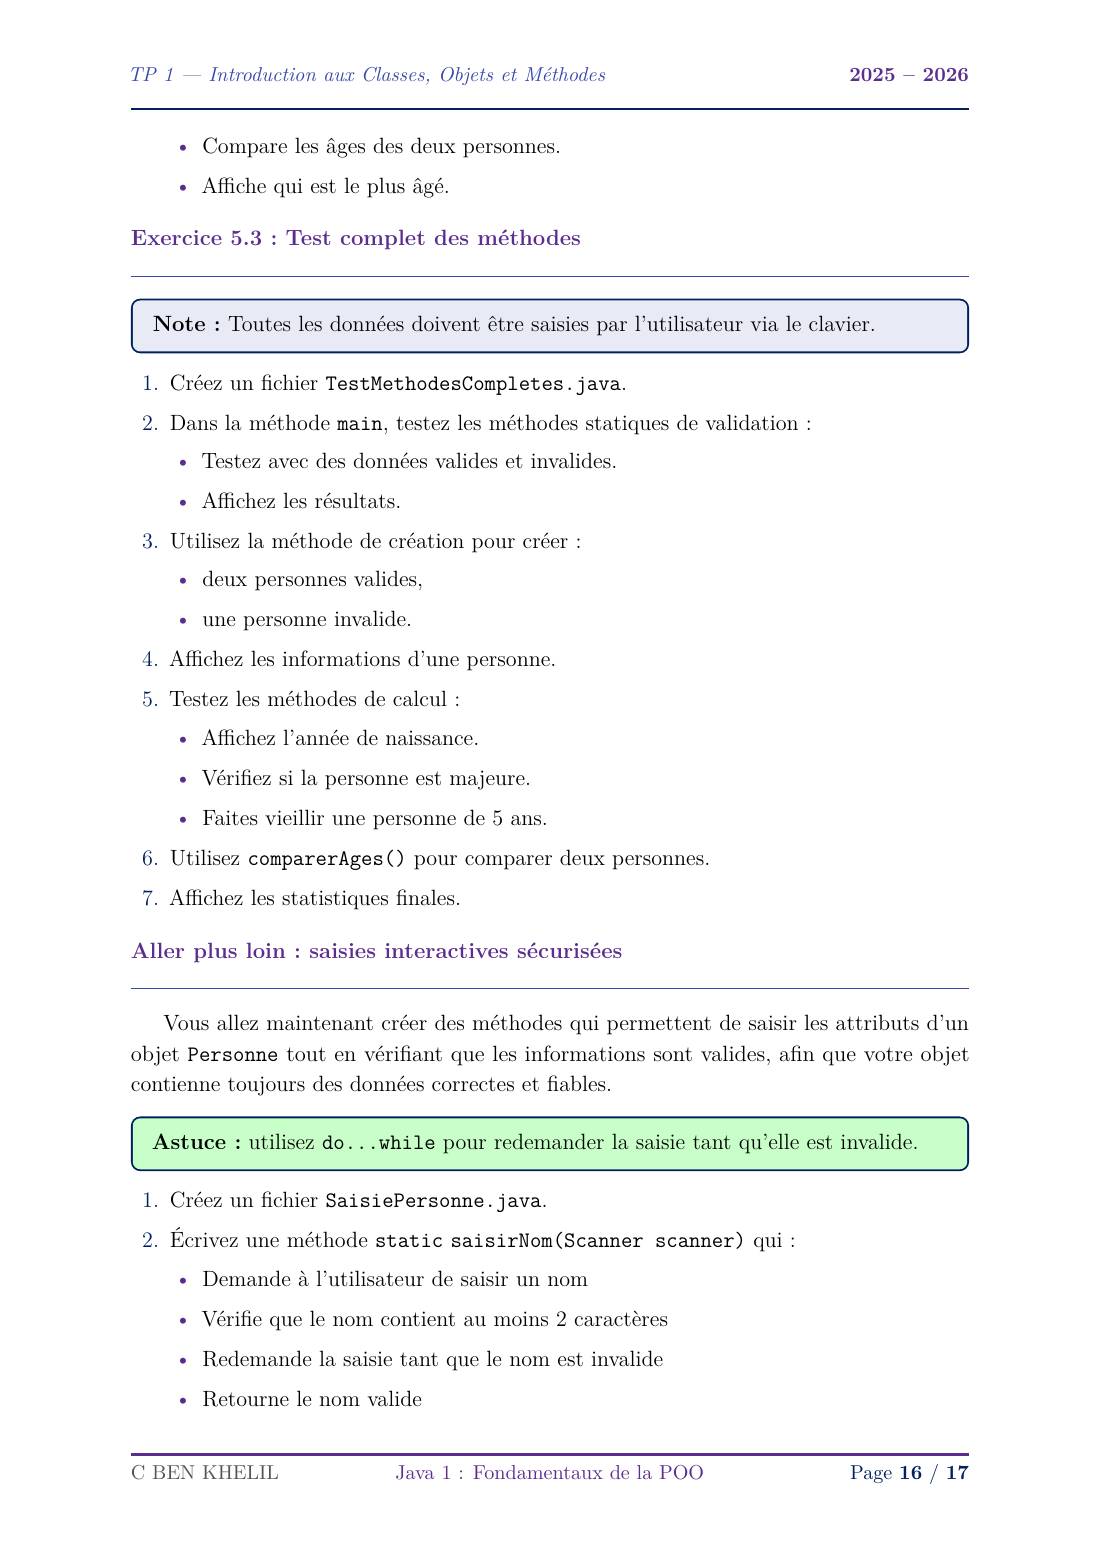 TP 1 — Introduction aux Classes, Objets et Méthodes 2025 – 2026
• Compare les âges des deux personnes.
• Affiche qui est le plus âgé.
Exercice 5.3 : Test complet des méthodes
Note : Toutes les données doivent être saisies par l'utilisateur via le clavier.
1. Créez un fichier TestMethodesCompletes.java.
2. Dans la méthode main, testez les méthodes statiques de validation :
• Testez avec des données valides et invalides.
• Affichez les résultats.
3. Utilisez la méthode de création pour créer :
• deux personnes valides,
• une personne invalide.
4. Affichez les informations d'une personne.
5. Testez les méthodes de calcul :
• Affichez l'année de naissance.
• Vérifiez si la personne est majeure.
• Faites vieillir une personne de 5 ans.
6. Utilisez comparerAges() pour comparer deux personnes.
7. Affichez les statistiques finales.
Aller plus loin : saisies interactives sécurisées
Vous allez maintenant créer des méthodes qui permettent de saisir les attributs d'un
objet Personne tout en vérifiant que les informations sont valides, afin que votre objet
contienne toujours des données correctes et fiables.
Astuce : utilisez do...while pour redemander la saisie tant qu'elle est invalide.
1. Créez un fichier SaisiePersonne.java.
2. Écrivez une méthode static saisirNom(Scanner scanner) qui :
• Demande à l'utilisateur de saisir un nom
• Vérifie que le nom contient au moins 2 caractères
• Redemande la saisie tant que le nom est invalide
• Retourne le nom valide
C BEN KHELIL Java 1 : Fondamentaux de la POO Page 16 / 17